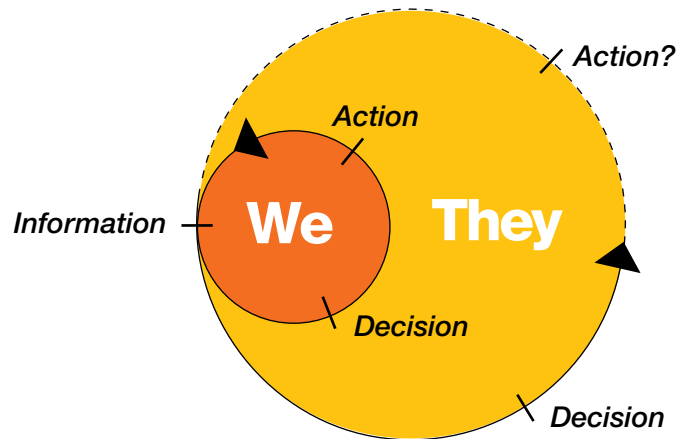 Action?
Action
Information
We
They
Decision
Decision